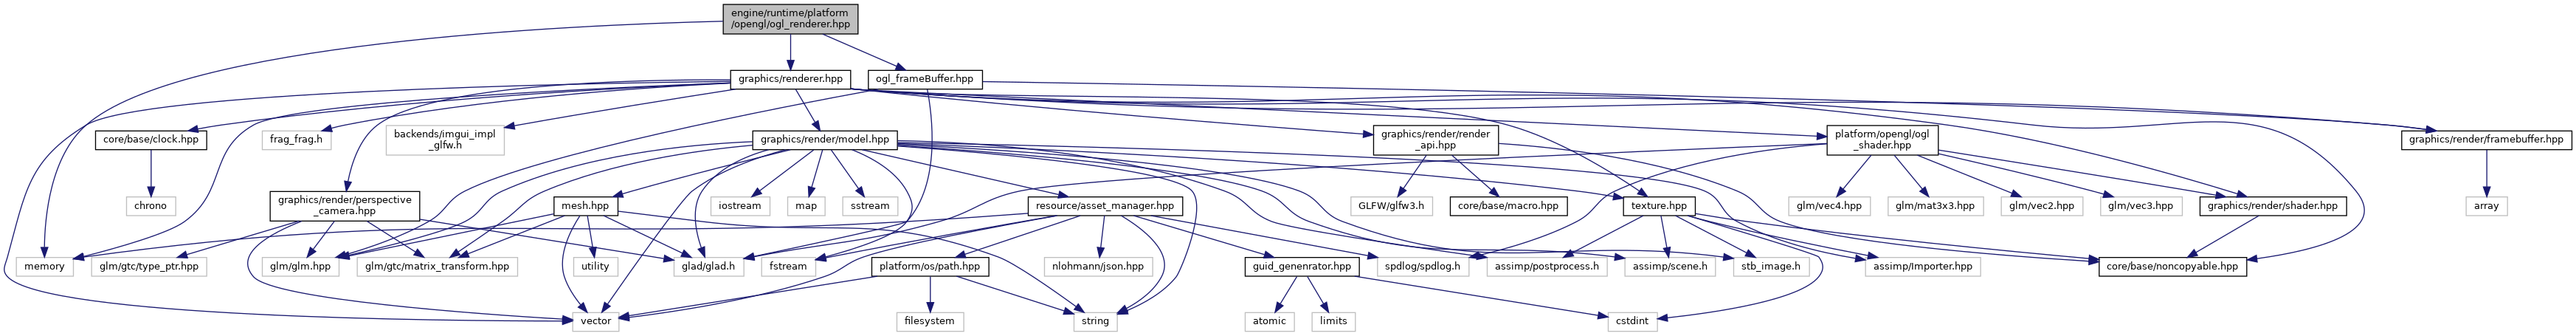 engine/runtime/platform
/opengl/ogl_renderer.hpp
graphics/renderer.hpp
ogl_frameBuffer.hpp
core/base/clock.hpp
frag_frag.h
backends/imgui_impl
_glfw.h
graphics/render/model.hpp
graphics/render/render
_api.hpp
platform/opengl/ogl
_shader.hpp
graphics/render/framebuffer.hpp
chrono
graphics/render/perspective
_camera.hpp
mesh.hpp
iostream
map
sstream
resource/asset_manager.hpp
GLFW/glfw3.h
core/base/macro.hpp
texture.hpp
glm/vec4.hpp
glm/mat3x3.hpp
glm/vec2.hpp
glm/vec3.hpp
graphics/render/shader.hpp
array
memory
glm/gtc/type_ptr.hpp
glm/glm.hpp
glm/gtc/matrix_transform.hpp
utility
glad/glad.h
fstream
platform/os/path.hpp
nlohmann/json.hpp
guid_genenrator.hpp
spdlog/spdlog.h
assimp/postprocess.h
assimp/scene.h
stb_image.h
assimp/Importer.hpp
core/base/noncopyable.hpp
vector
filesystem
string
atomic
limits
cstdint